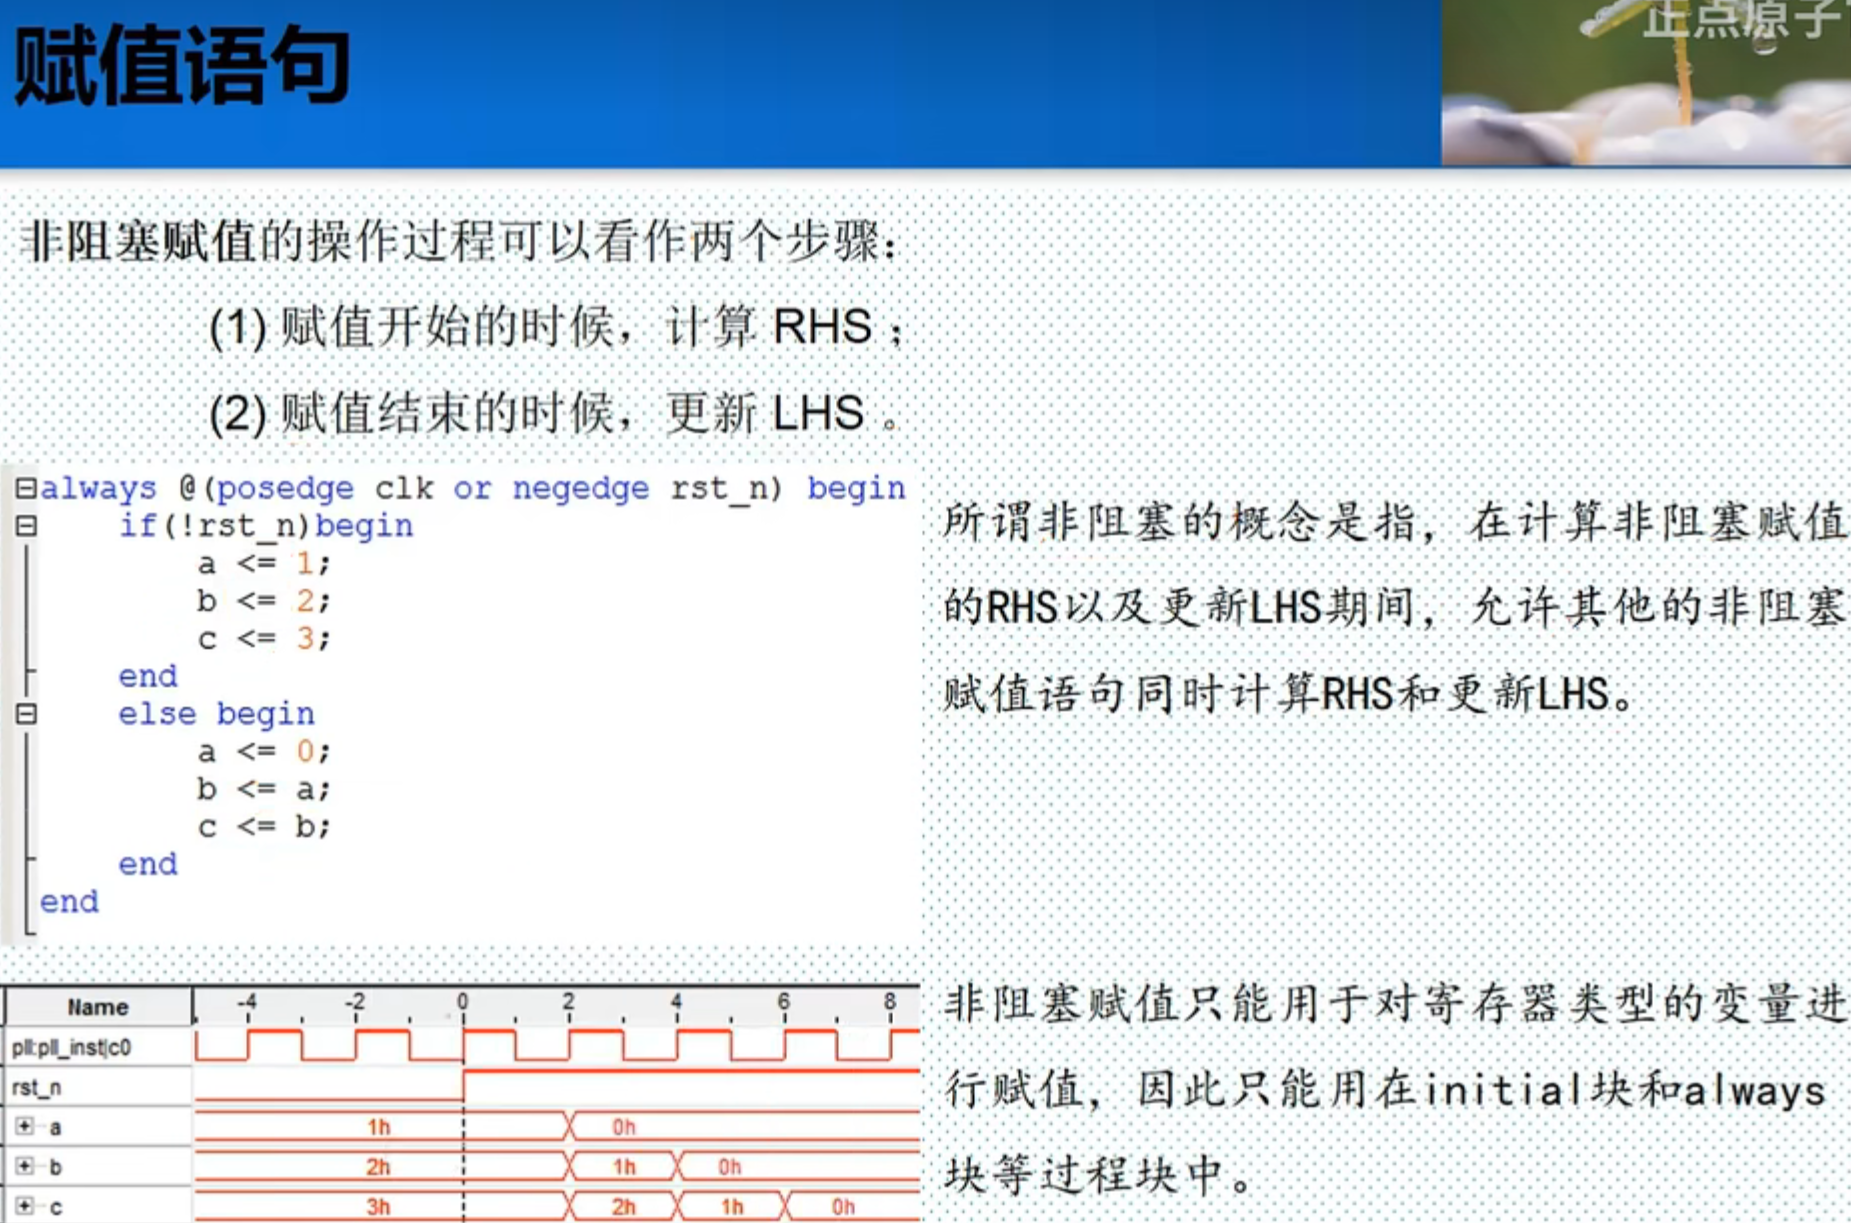 赋值语句
正点原子
非阻塞赋值的操作过程可以看作两个步骤：
(1) 赋值开始的时候，计算 RHS；
(2) 赋值结束的时候，更新 LHS。
always @(posedge clk or negedge rst_n) begin
if(!rst_n)begin
a <= 1;
b <= 2;
c <= 3;
end
else begin
a <= 0;
b <= a;
c <= b;
end
end
所谓非阻塞的概念是指，在计算非阻塞赋值
的RHS以及更新LHS期间，允许其他的非阻塞
赋值语句同时计算RHS和更新LHS。
Name -4 -2 0 2 4 6 8
pll:pll_inst|c0
rst_n
a 1h 0h
b 2h 1h 0h
c 3h 2h 1h 0h
非阻塞赋值只能用于对寄存器类型的变量进
行赋值，因此只能用在initial块和always
块等过程块中。